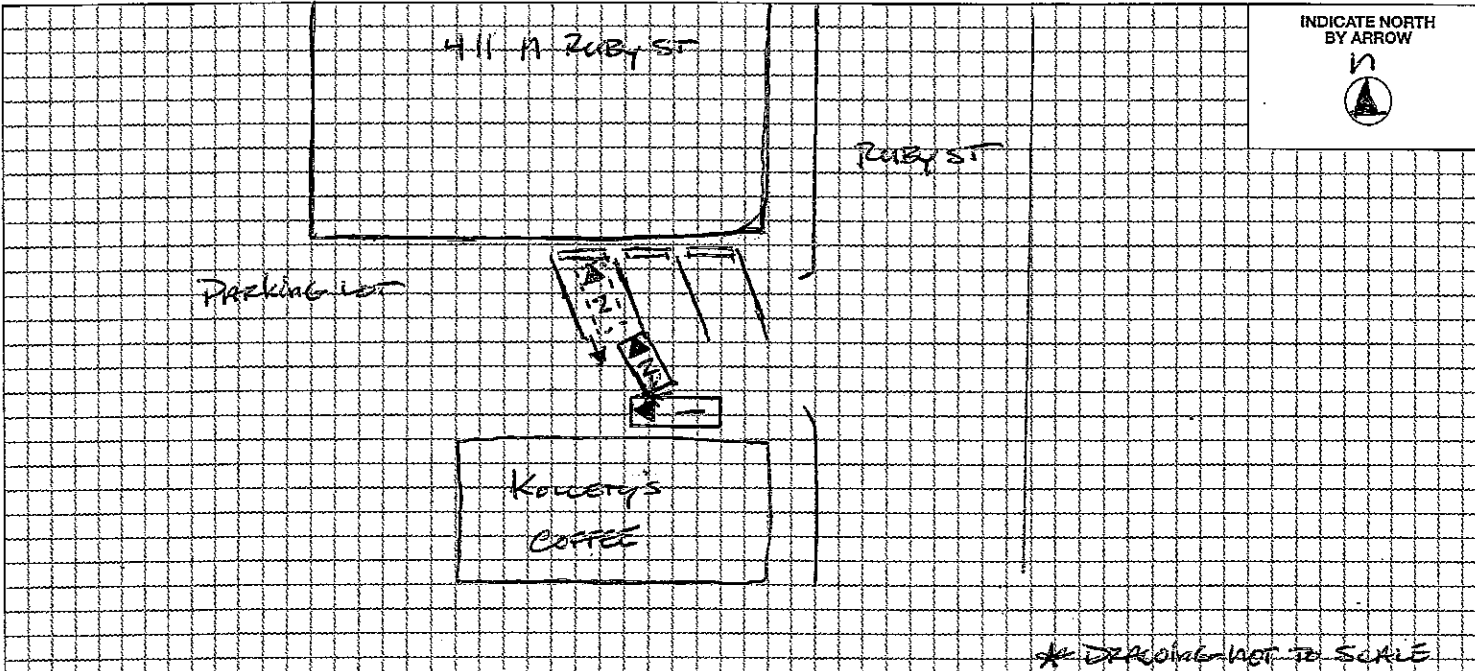 INDICATE NORTH
BY ARROW
N
411 N RUBY ST
RUBY ST
PARKING LOT
2
2
1
COFFEE
* DRAWING NOT TO SCALE